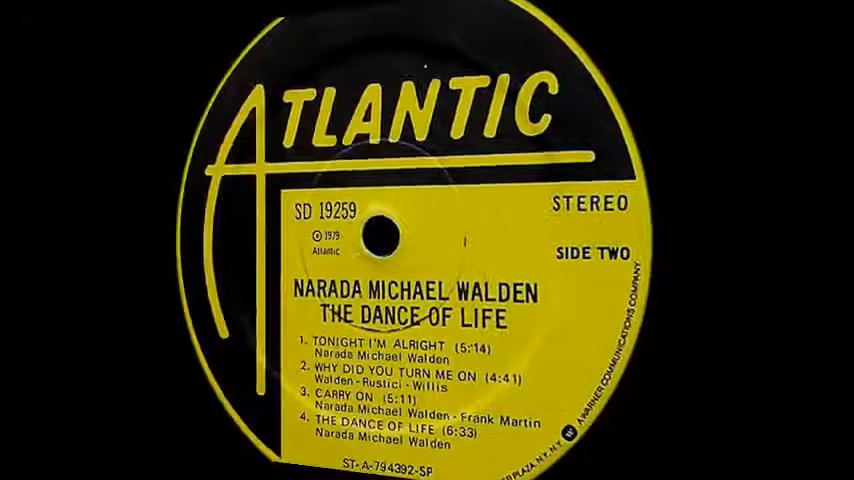 ATLANTIC
SD 19259
STEREO
Ⓟ 1979
Atlantic
SIDE TWO
NARADA MICHAEL WALDEN
THE DANCE OF LIFE
1. TONIGHT I'M ALRIGHT (5:14)
Narada Michael Walden
2. WHY DID YOU TURN ME ON (4:41)
Walden-Rustici-Willis
3. CARRY ON (5:11)
Narada Michael Walden-Frank Martin
4. THE DANCE OF LIFE (6:33)
Narada Michael Walden
ST-A-794392-SP
PLAZA, N.Y. N.Y. A WARNER COMMUNICATIONS COMPANY